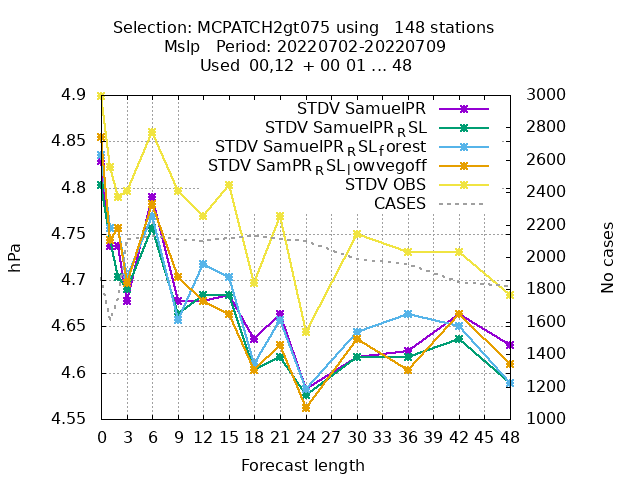 Selection: MCPATCH2gt075 using   148 stations
Mslp   Period: 20220702-20220709
Used  00,12  + 00 01 ... 48
4.9
4.85
4.8
4.75
4.7
4.65
4.6
4.55
hPa
3000
2800
2600
2400
2200
2000
1800
1600
1400
1200
1000
No cases
STDV SamuelPR
STDV SamuelPR_RSL
STDV SamuelPR_RSL_forest
STDV SamPR_RSL_lowvegoff
STDV OBS
CASES
0 3 6 9 12 15 18 21 24 27 30 33 36 39 42 45 48
Forecast length